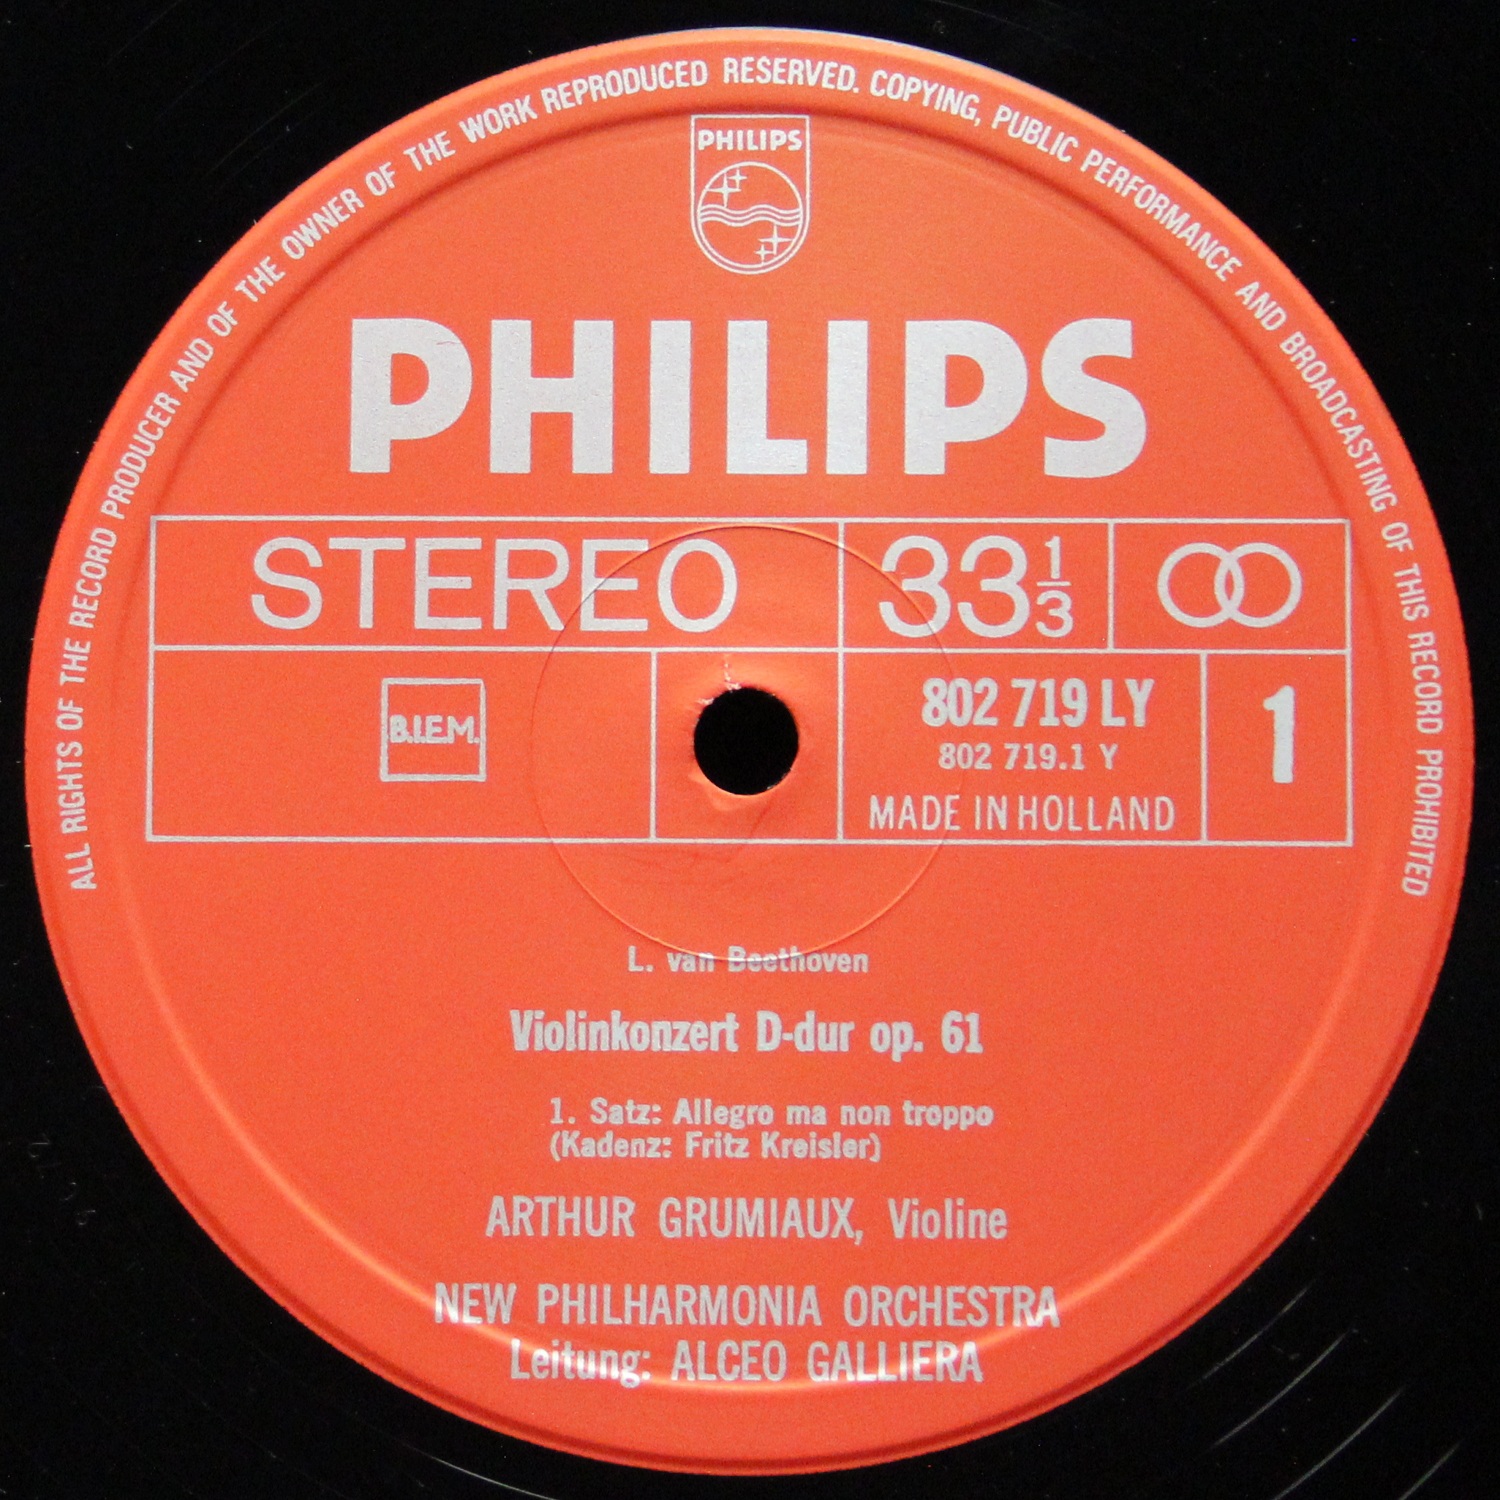 ALL RIGHTS OF THE RECORD PRODUCER AND OF THE OWNER OF THE WORK REPRODUCED RESERVED. COPYING, PUBLIC PERFORMANCE AND BROADCASTING OF THIS RECORD PROHIBITED
PHILIPS
PHILIPS
STEREO 33 1/3
B.I.E.M. 802 719 LY 1
802 719.1 Y
MADE IN HOLLAND
L. van Beethoven
Violinkonzert D-dur op. 61
1. Satz: Allegro ma non troppo
(Kadenz: Fritz Kreisler)
ARTHUR GRUMIAUX, Violine
NEW PHILHARMONIA ORCHESTRA
Leitung: ALCEO GALLIERA